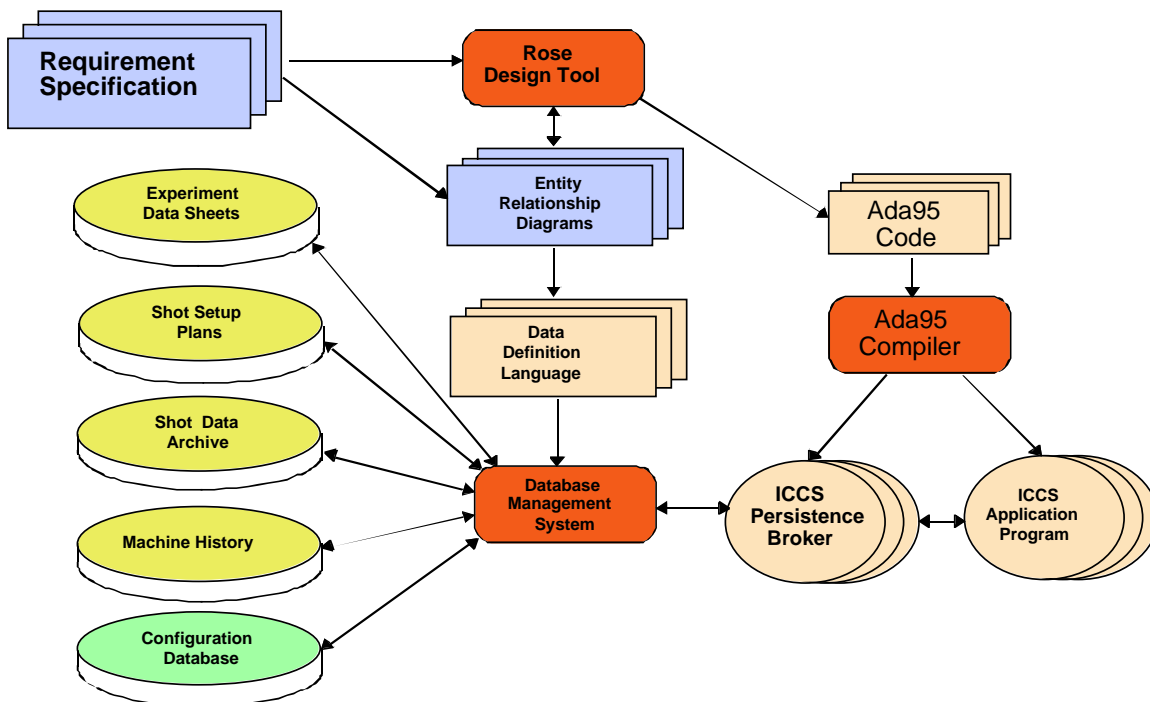 Requirement
Specification
Rose
Design Tool
Experiment
Data Sheets
Entity
Relationship
Diagrams
Ada95
Code
Shot Setup
Plans
Data
Definition
Language
Ada95
Compiler
Shot Data
Archive
Database
Management
System
ICCS
Persistence
Broker
ICCS
Application
Program
Machine History
Configuration
Database